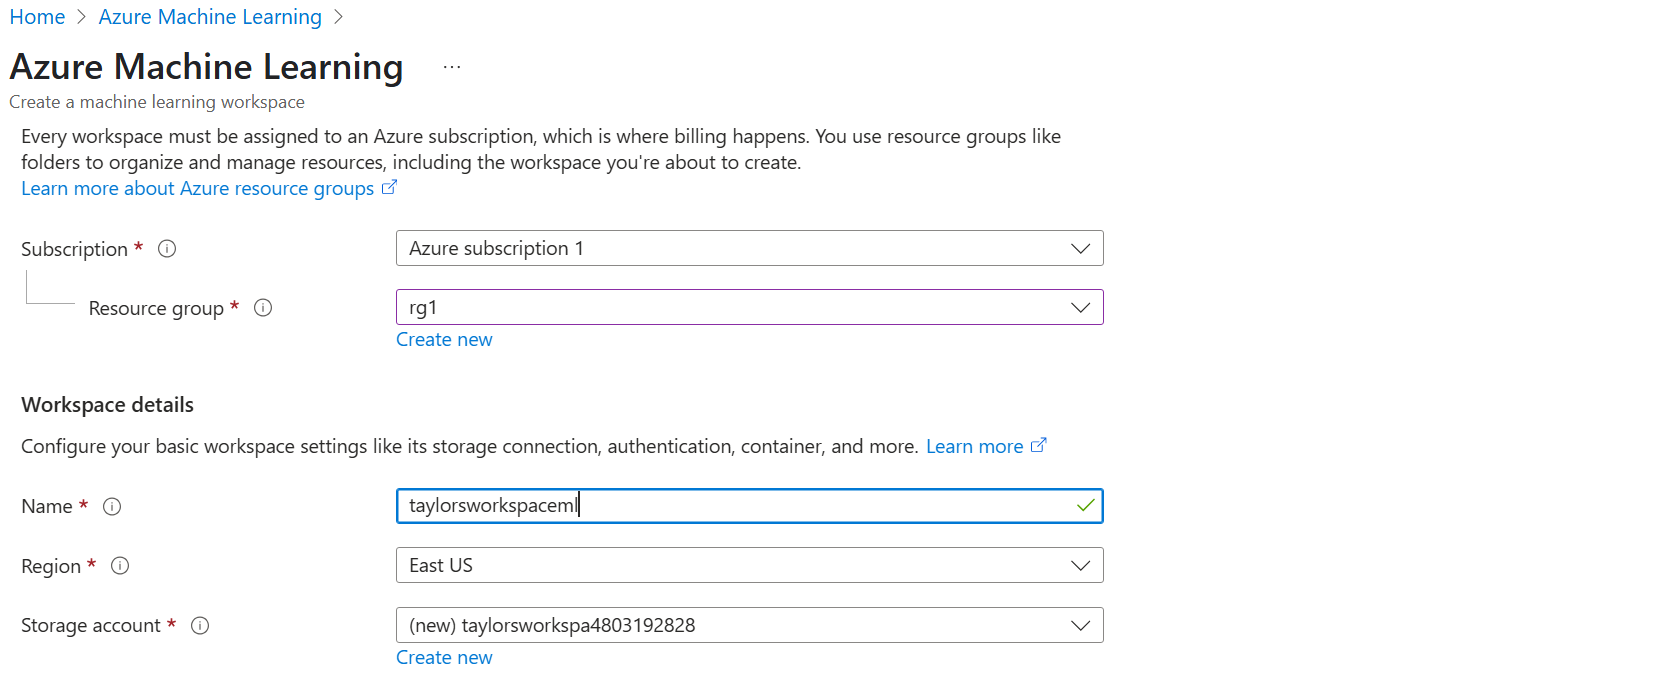 Home > Azure Machine Learning >
Azure Machine Learning ...
Create a machine learning workspace
Every workspace must be assigned to an Azure subscription, which is where billing happens. You use resource groups like
folders to organize and manage resources, including the workspace you're about to create.
Learn more about Azure resource groups
Subscription * Azure subscription 1
Resource group * rg1
Create new
Workspace details
Configure your basic workspace settings like its storage connection, authentication, container, and more. Learn more
Name * taylorsworkspaceml
Region * East US
Storage account * (new) taylorsworkspa4803192828
Create new